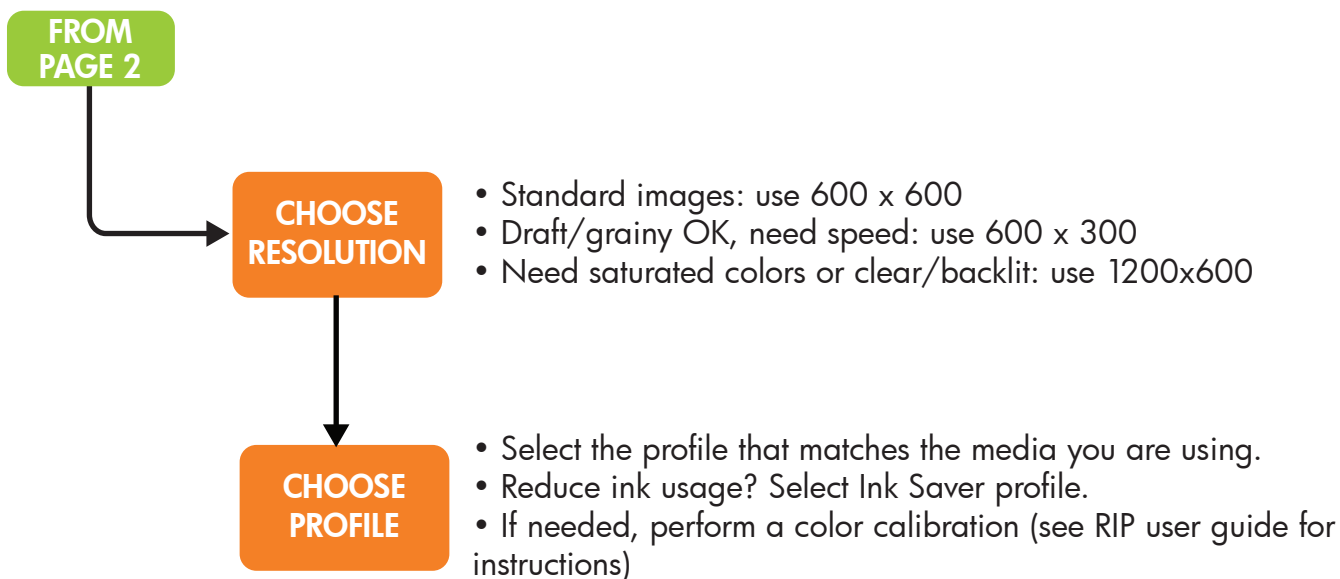 FROM
PAGE 2
CHOOSE
RESOLUTION
• Standard images: use 600 x 600
• Draft/grainy OK, need speed: use 600 x 300
• Need saturated colors or clear/backlit: use 1200x600
CHOOSE
PROFILE
• Select the profile that matches the media you are using.
• Reduce ink usage? Select Ink Saver profile.
• If needed, perform a color calibration (see RIP user guide for
instructions)